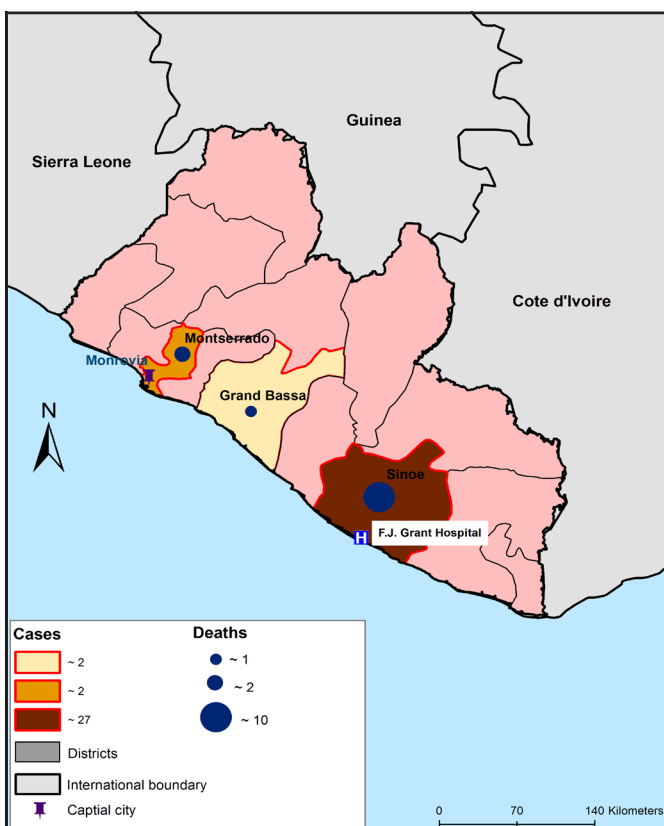 Guinea
Sierra Leone
Cote d'Ivoire
Montserrado
Monrovia
Grand Bassa
N
Sinoe
F.J. Grant Hospital
H
Cases
Deaths
~ 2
~ 1
~ 2
~ 2
~ 27
~ 10
Districts
International boundary
Captial city
0 70 140 Kilometers